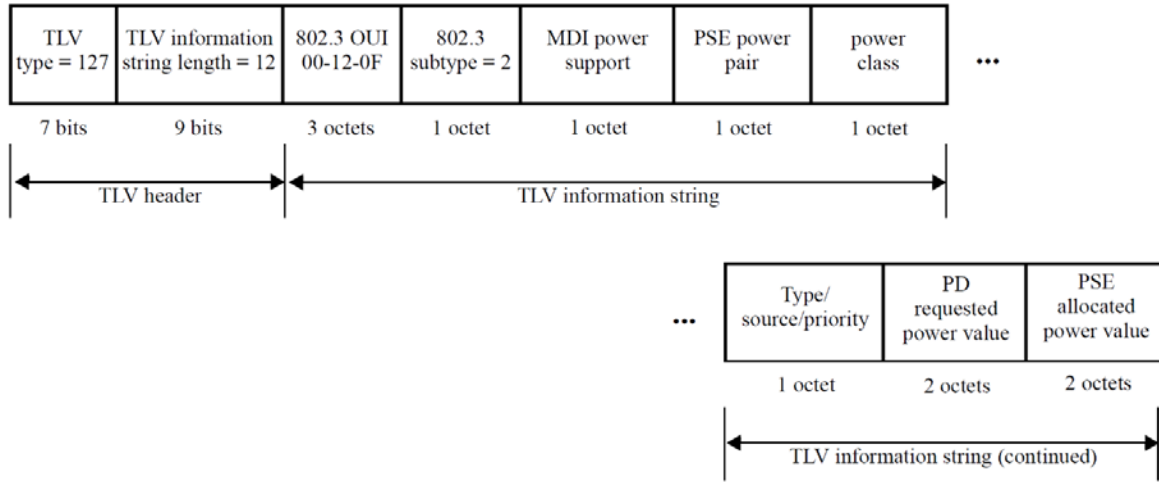 TLV
type = 127
TLV information
string length = 12
802.3 OUI
00-12-0F
802.3
subtype = 2
MDI power
support
PSE power
pair
power
class
...
7 bits
9 bits
3 octets
1 octet
1 octet
1 octet
1 octet
TLV header
TLV information string
...
Type/
source/priority
PD
requested
power value
PSE
allocated
power value
1 octet
2 octets
2 octets
TLV information string (continued)